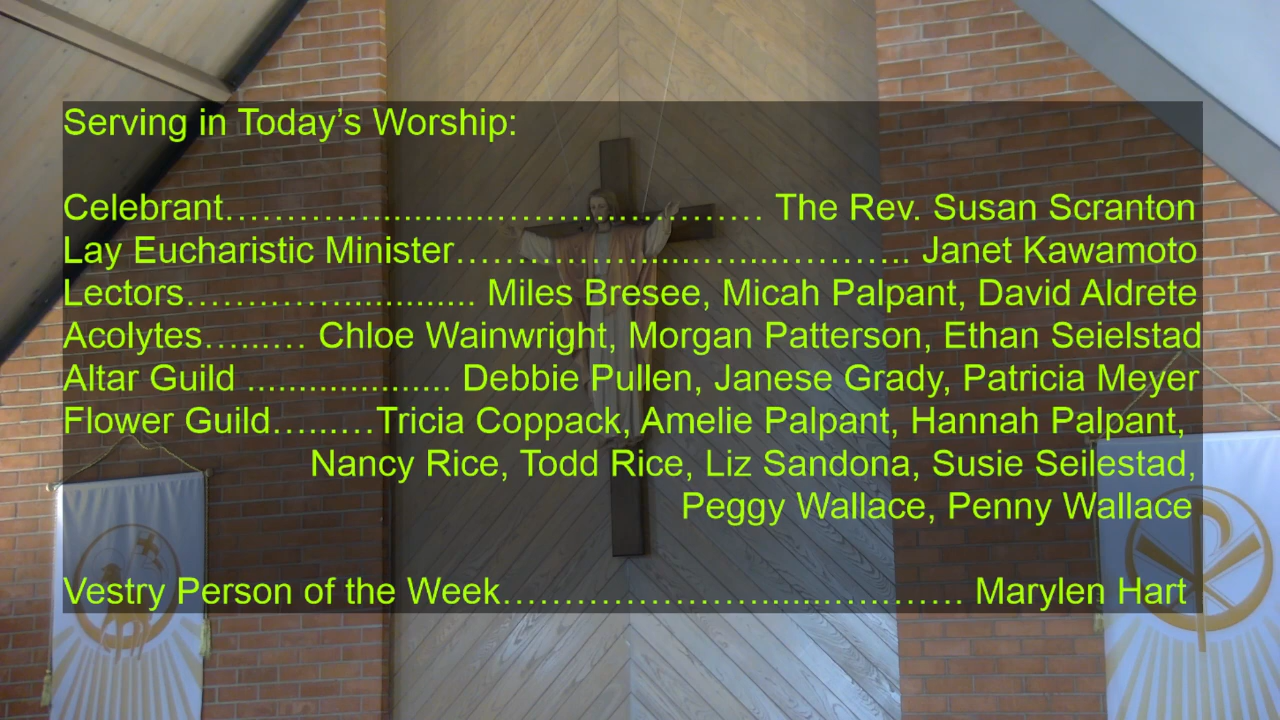 Serving in Today's Worship:
Celebrant…………............……….…..………… The Rev. Susan Scranton
Lay Eucharistic Minister……………….....…...……….. Janet Kawamoto
Lectors……………............. Miles Bresee, Micah Palpant, David Aldrete
Acolytes…..…. Chloe Wainwright, Morgan Patterson, Ethan Seielstad
Altar Guild .................... Debbie Pullen, Janese Grady, Patricia Meyer
Flower Guild…...…Tricia Coppack, Amelie Palpant, Hannah Palpant,
Nancy Rice, Todd Rice, Liz Sandona, Susie Seilestad,
Peggy Wallace, Penny Wallace
Vestry Person of the Week…………………….......………… Marylen Hart